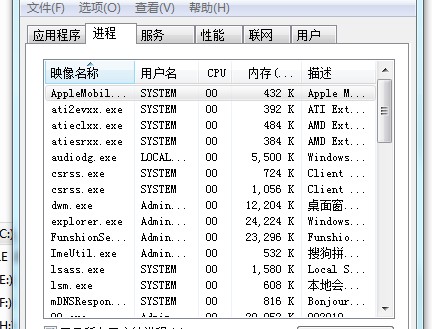 文件(F) 选项(O) 查看(V) 帮助(H)
应用程序 进程 服务 性能 联网 用户
映像名称 用户名 CPU 内存(... 描述
AppleMobil... SYSTEM 00 432 K Apple M...
ati2evxx.exe SYSTEM 00 392 K ATI Ext...
atieclxx.exe SYSTEM 00 484 K AMD Ext...
atiesrxx.exe SYSTEM 00 384 K AMD Ext...
audiodg.exe LOCAL... 00 5,500 K Windows...
csrss.exe SYSTEM 00 724 K Client ...
csrss.exe SYSTEM 00 1,056 K Client ...
dwm.exe Admin... 00 12,204 K 桌面窗...
explorer.exe Admin... 00 24,224 K Windows...
FunshionSe... Admin... 00 23,296 K Funshio...
ImeUtil.exe Admin... 00 532 K 搜狗拼...
lsass.exe SYSTEM 00 1,580 K Local S...
lsm.exe SYSTEM 00 608 K 本地会...
mDNSRespon... SYSTEM 00 816 K Bonjour...
C:)
E:)
F:)
H: